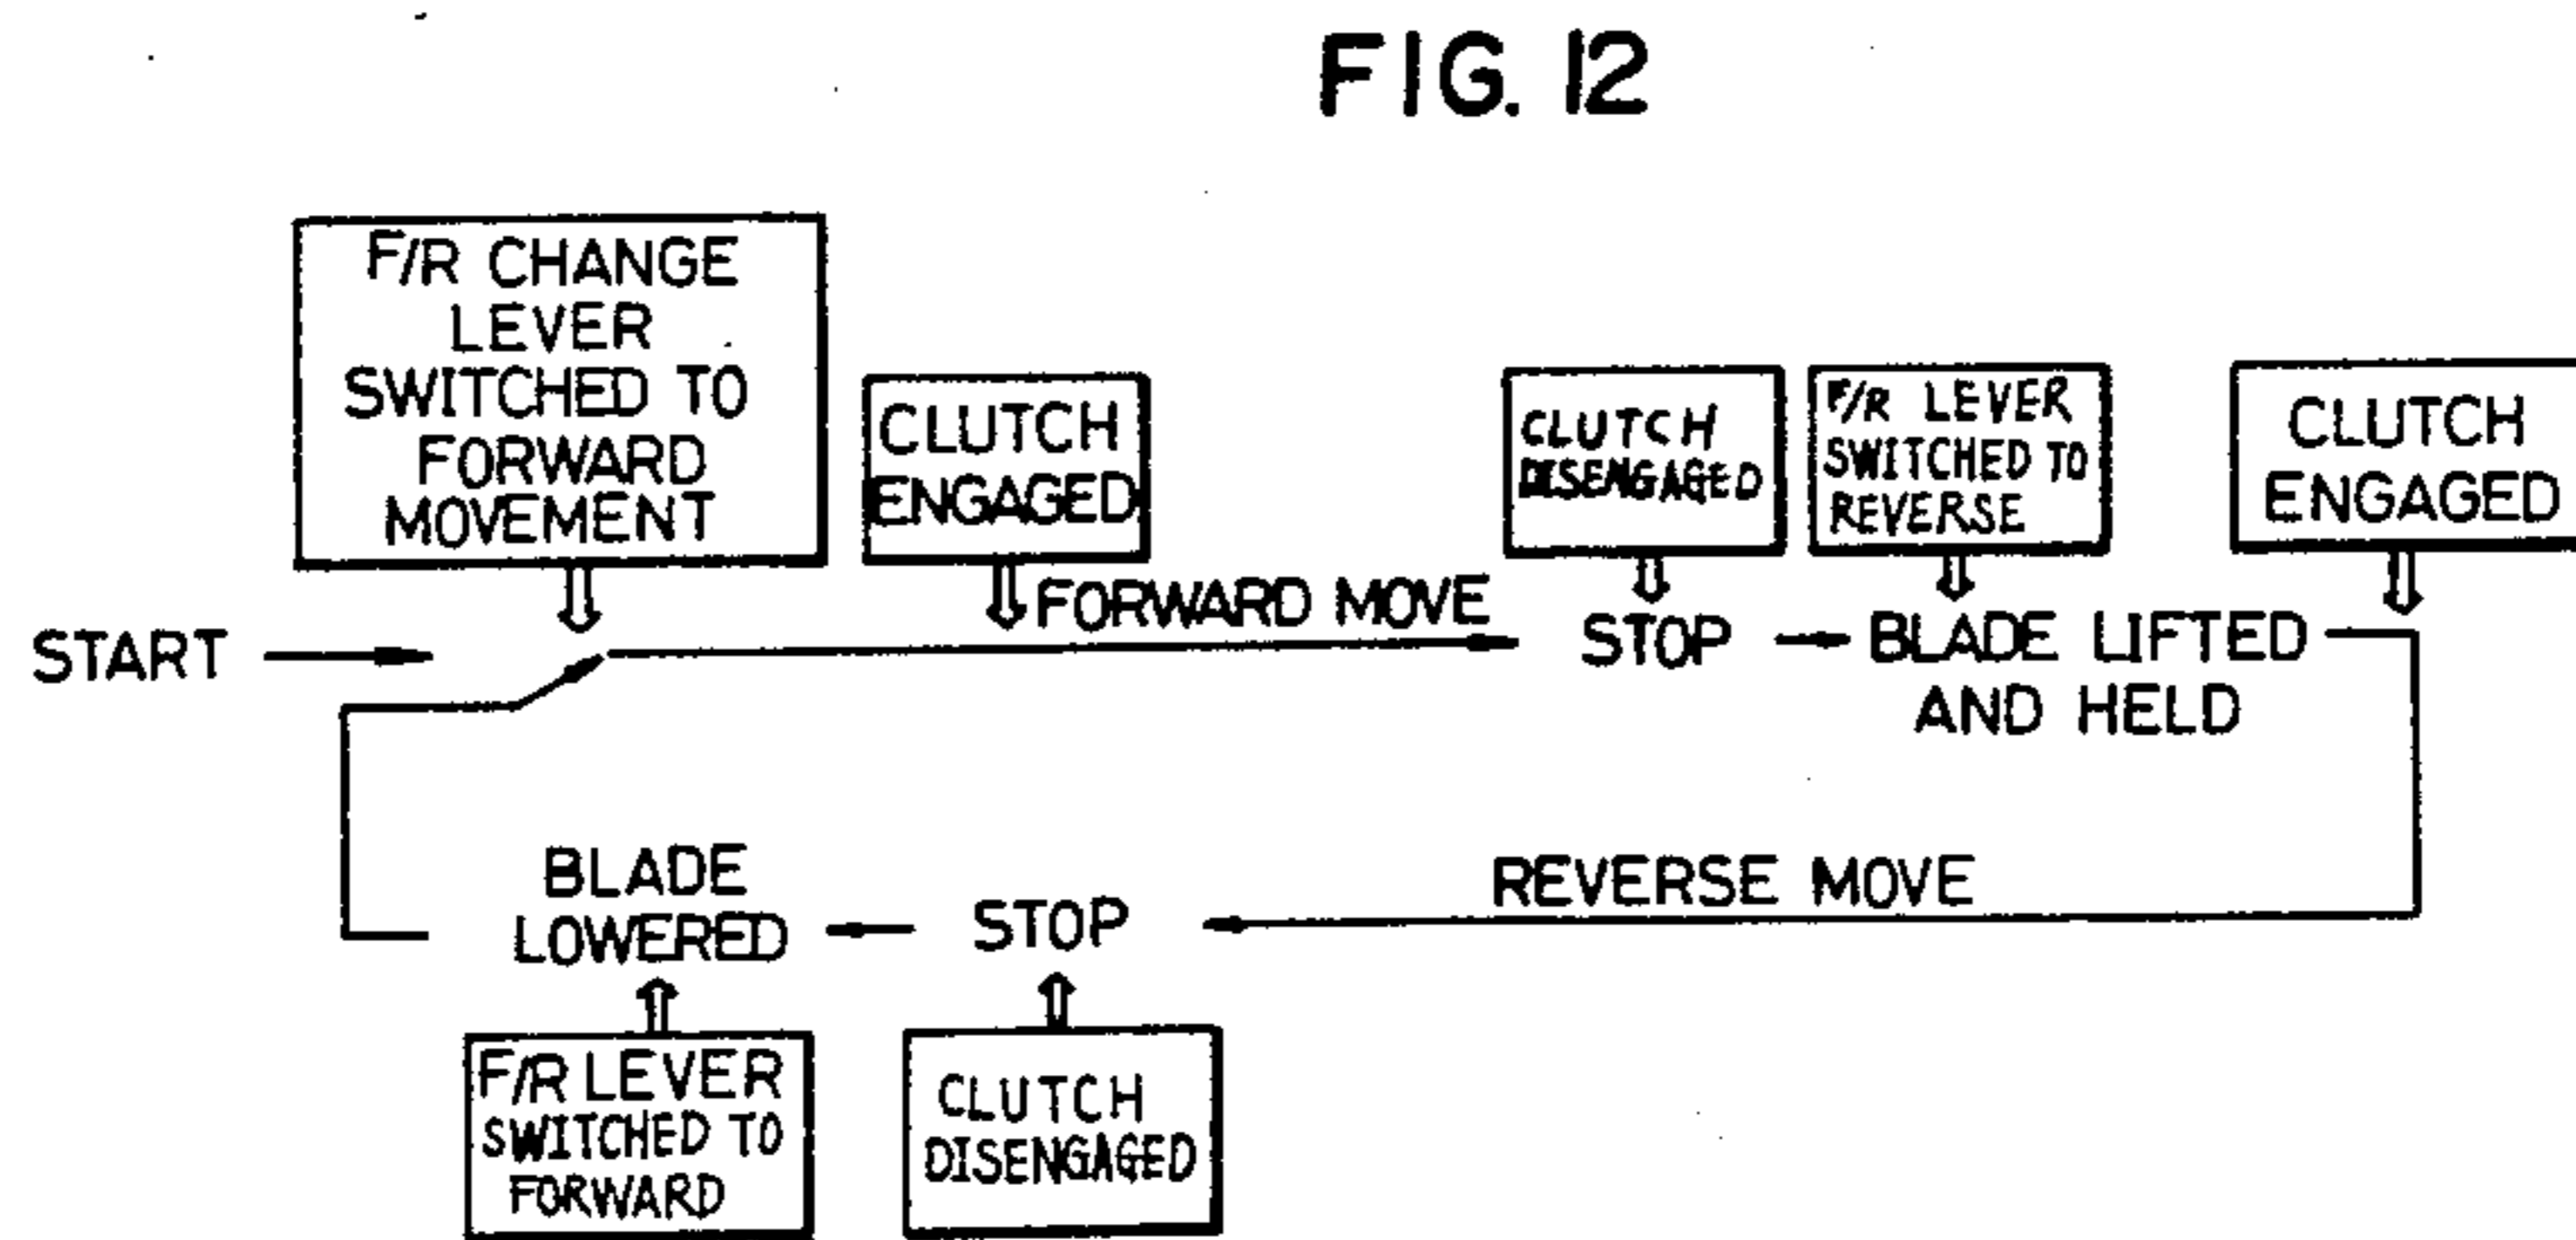 FIG. 12
F/R CHANGE
LEVER
SWITCHED TO
FORWARD
MOVEMENT
CLUTCH
ENGAGED
CLUTCH
DISENGAGED
F/R LEVER
SWITCHED TO
REVERSE
CLUTCH
ENGAGED
START
FORWARD MOVE
STOP
BLADE LIFTED
AND HELD
BLADE
LOWERED
STOP
REVERSE MOVE
F/R LEVER
SWITCHED TO
FORWARD
CLUTCH
DISENGAGED